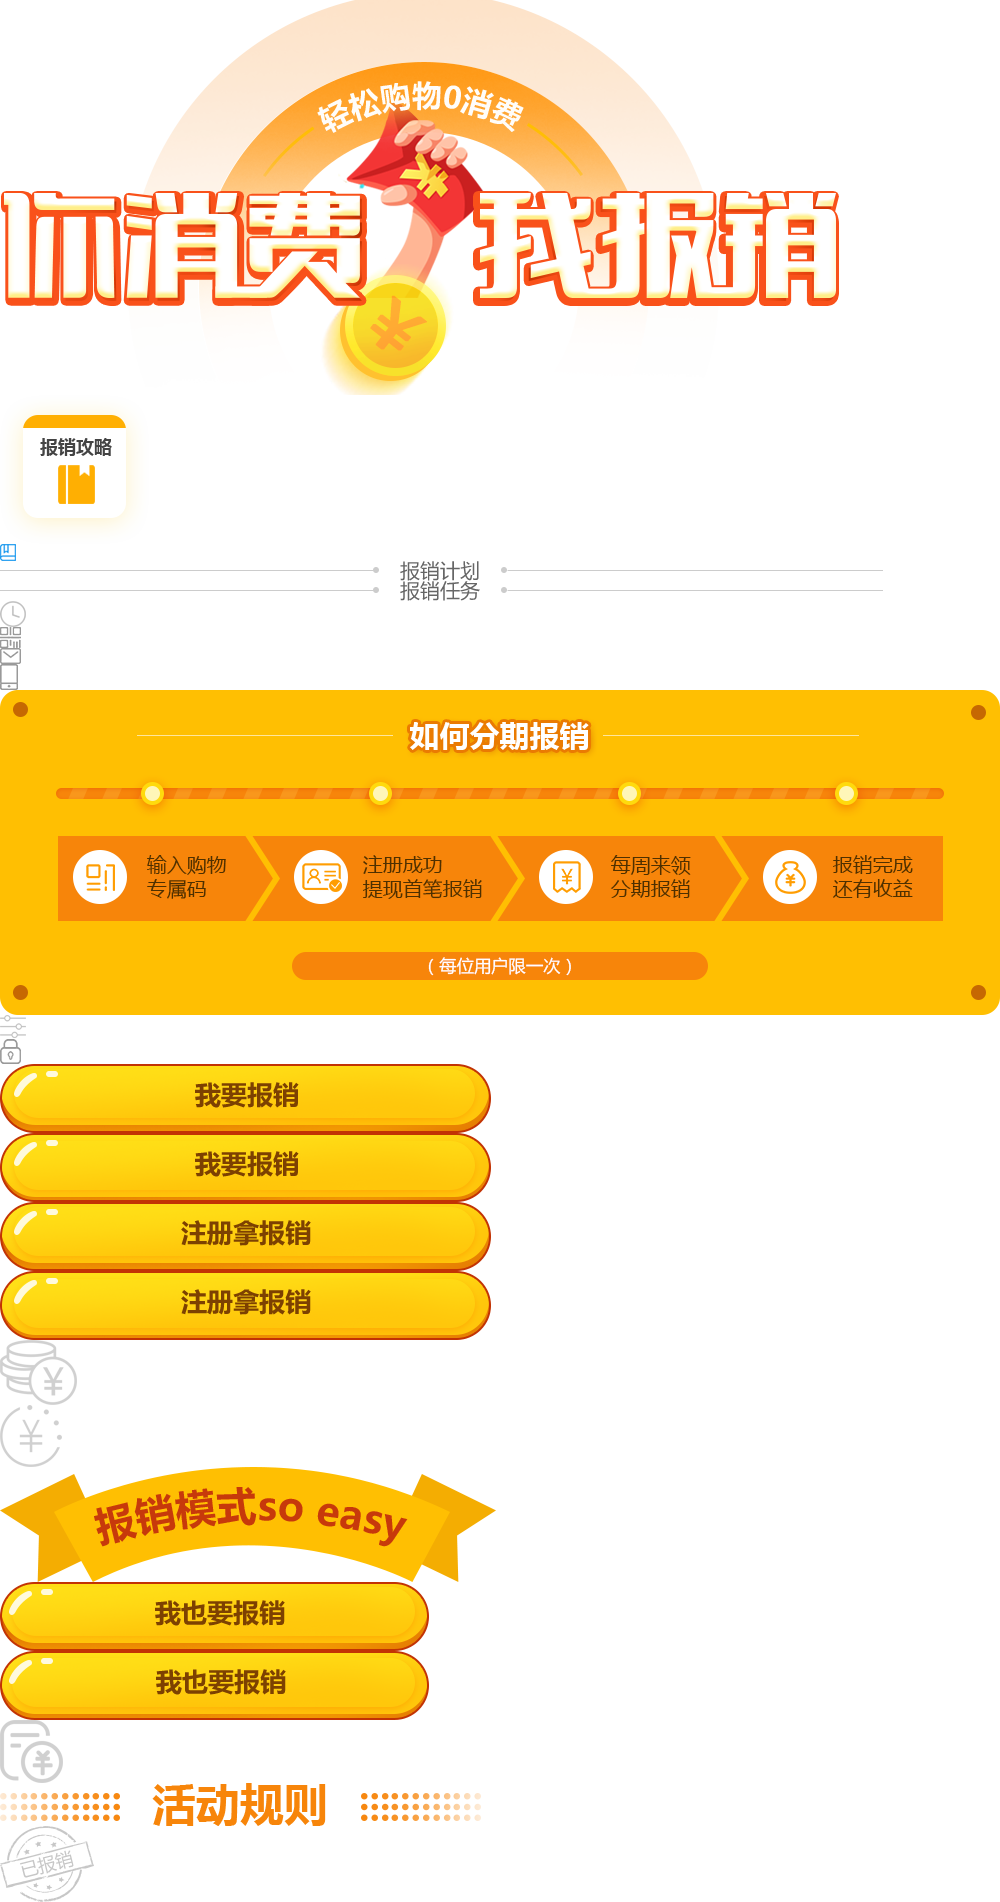 轻松购物0消费
你消费 我报销
报销攻略
报销计划
报销任务
如何分期报销
输入购物
专属码
注册成功
提现首笔报销
每周来领
分期报销
报销完成
还有收益
(每位用户限一次)
我要报销
我要报销
注册拿报销
注册拿报销
报销模式so easy
我也要报销
我也要报销
活动规则
已报销